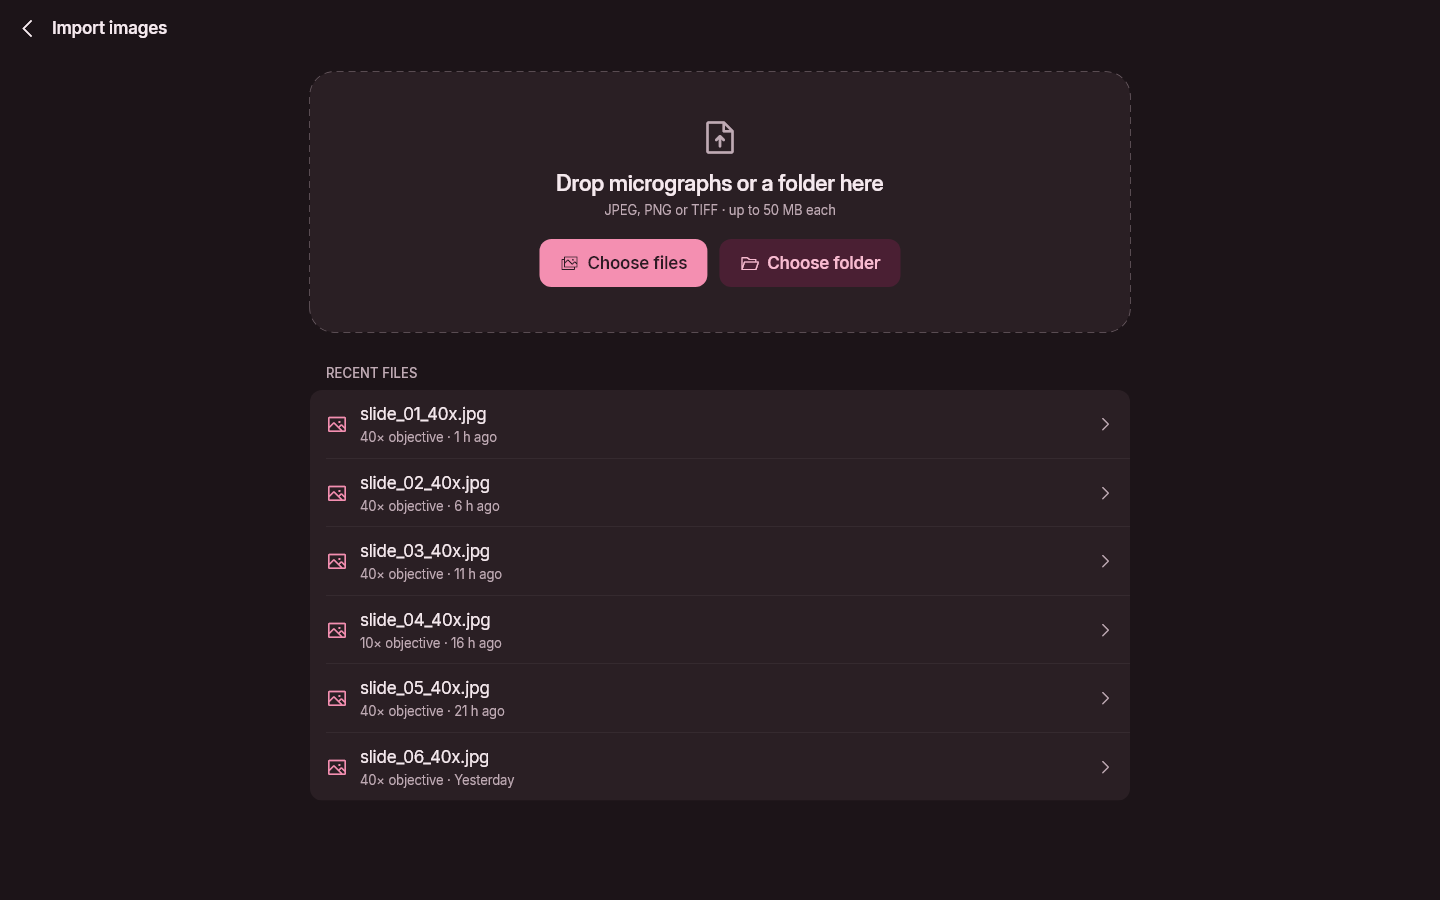 Import images
Drop micrographs or a folder here
JPEG, PNG or TIFF · up to 50 MB each
Choose files
Choose folder
RECENT FILES
slide_01_40x.jpg
40× objective · 1 h ago
slide_02_40x.jpg
40× objective · 6 h ago
slide_03_40x.jpg
40× objective · 11 h ago
slide_04_40x.jpg
10× objective · 16 h ago
slide_05_40x.jpg
40× objective · 21 h ago
slide_06_40x.jpg
40× objective · Yesterday